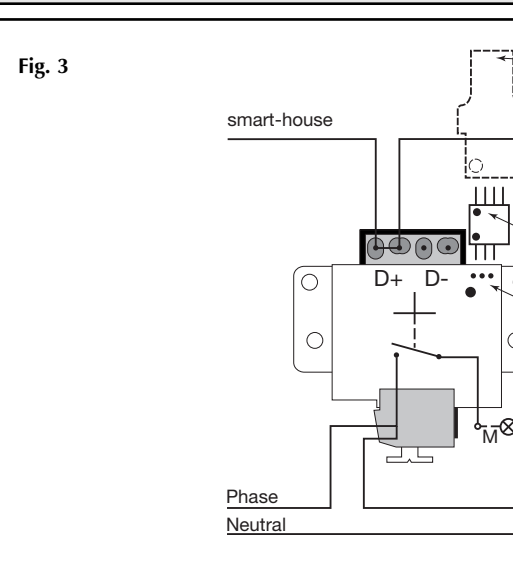 Fig. 3
smart-house
D+ D-
M
Phase
Neutral